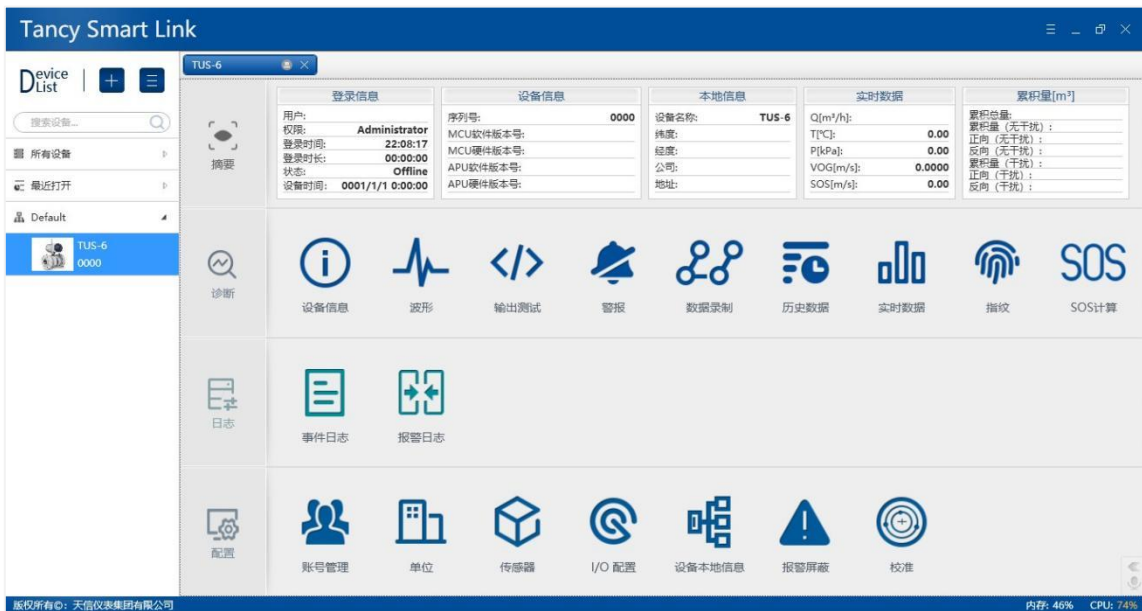 Tancy Smart Link
Device List
搜索设备...
所有设备
最近打开
Default
TUS-6
0000
TUS-6
摘要
登录信息
用户:
权限: Administrator
登录时间: 22:08:17
登录时长: 00:00:00
状态: Offline
设备时间: 0001/1/1 0:00:00
设备信息
序列号: 0000
MCU软件版本号:
MCU硬件版本号:
APU软件版本号:
APU硬件版本号:
本地信息
设备名称: TUS-6
纬度:
经度:
公司:
地址:
实时数据
Q[m³/h]:
T[°C]: 0.00
P[kPa]: 0.00
VOG[m/s]: 0.0000
SOS[m/s]: 0.00
累积量[m³]
累积总量:
累积量（无干扰）:
正向（无干扰）:
反向（无干扰）:
累积量（干扰）:
正向（干扰）:
反向（干扰）:
诊断
设备信息
波形
输出测试
警报
数据录制
历史数据
实时数据
指纹
SOS
SOS计算
日志
事件日志
报警日志
配置
账号管理
单位
传感器
I/O 配置
设备本地信息
报警屏蔽
校准
版权所有©: 天信仪表集团有限公司
内存: 46% CPU: 74%